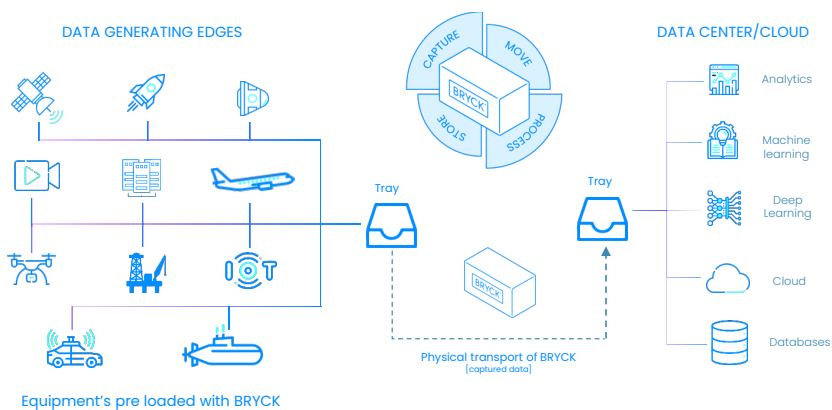 DATA GENERATING EDGES
DATA CENTER/CLOUD
CAPTURE
MOVE
BRYCK
STORE
PROCESS
Analytics
Machine
learning
Tray
Tray
Deep
Learning
IOT
BRYCK
Cloud
Databases
Physical transport of BRYCK
[captured data]
Equipment's pre loaded with BRYCK